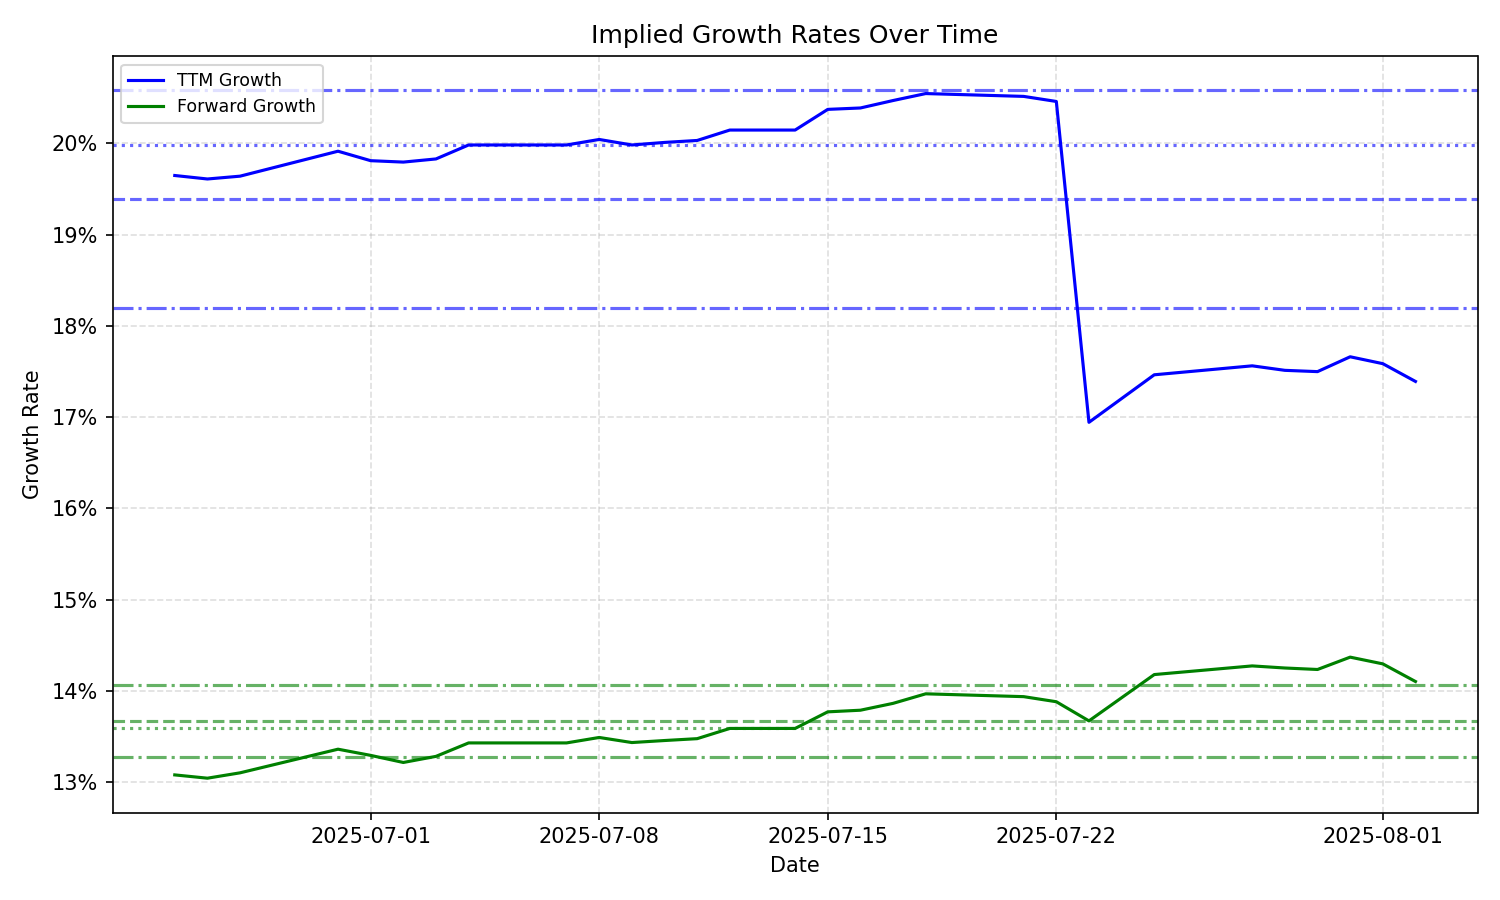 Implied Growth Rates Over Time
TTM Growth
Forward Growth
20%
19%
18%
17%
16%
15%
14%
13%
Growth Rate
2025-07-01
2025-07-08
2025-07-15
2025-07-22
2025-08-01
Date